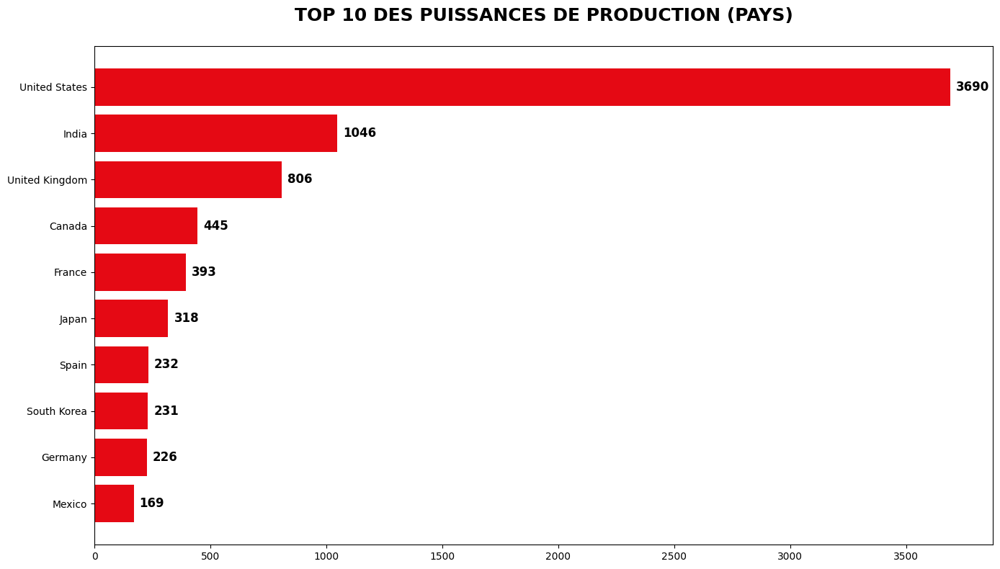 TOP 10 DES PUISSANCES DE PRODUCTION (PAYS)
United States 3690
India 1046
United Kingdom 806
Canada 445
France 393
Japan 318
Spain 232
South Korea 231
Germany 226
Mexico 169
0 500 1000 1500 2000 2500 3000 3500